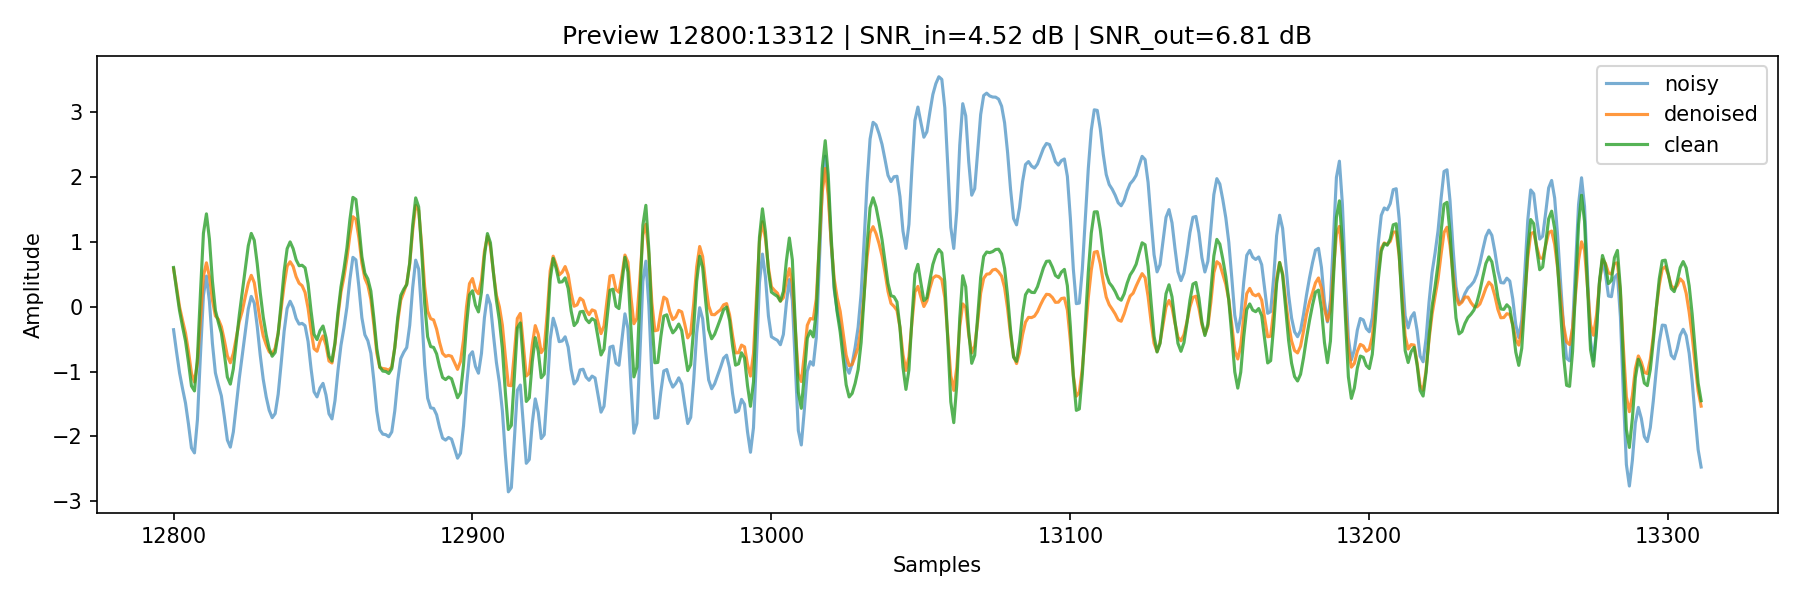 Preview 12800:13312 | SNR_in=4.52 dB | SNR_out=6.81 dB
noisy
denoised
clean
Amplitude
3
2
1
0
−1
−2
−3
12800
12900
13000
13100
13200
13300
Samples